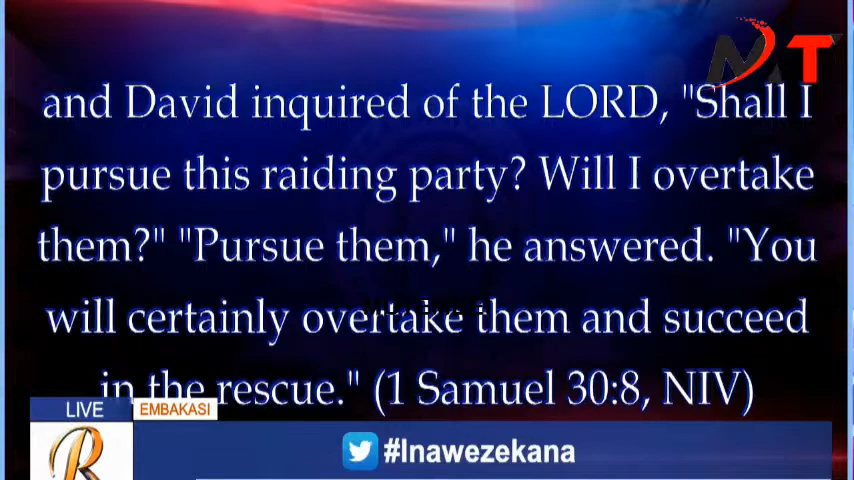 MT
and David inquired of the LORD, "Shall I
pursue this raiding party? Will I overtake
them?" "Pursue them," he answered. "You
will certainly overtake them and succeed
in the rescue." (1 Samuel 30:8, NIV)
LIVE
EMBAKASI
R
#Inawezekana